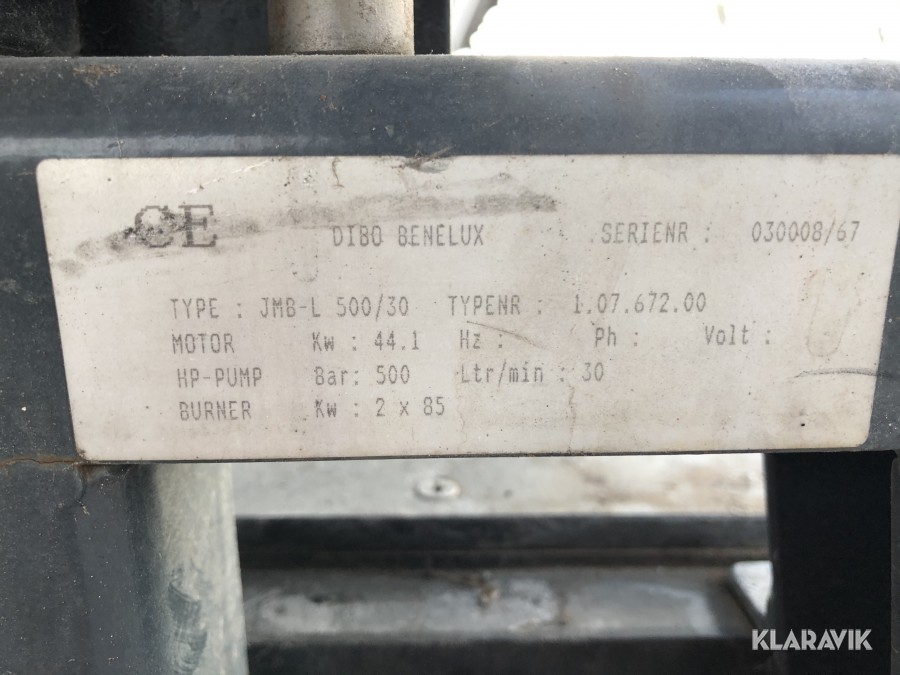 CE DIBO BENELUX SERIENR : 030008/67
TYPE : JMB-L 500/30 TYPENR : 1.07.672.00
MOTOR Kw : 44.1 Hz : Ph : Volt :
HP-PUMP Bar: 500 Ltr/min : 30
BURNER Kw : 2 x 85
KLARAVIK